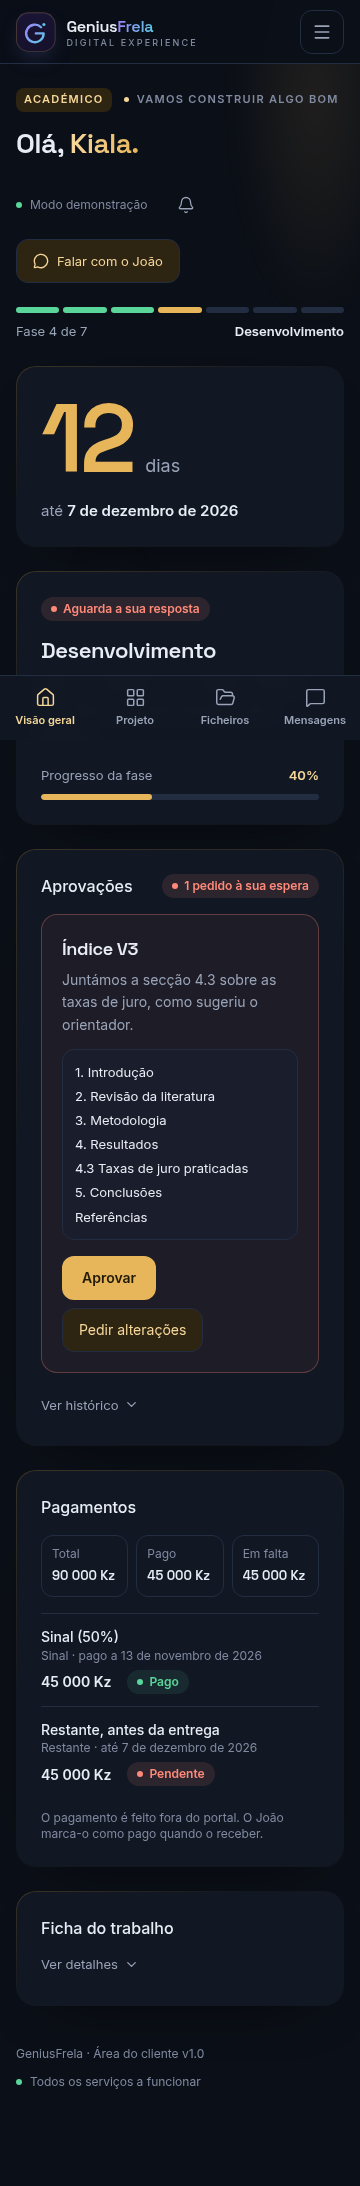 GeniusFrela
DIGITAL EXPERIENCE
ACADÉMICO
VAMOS CONSTRUIR ALGO BOM
Olá, Kiala.
Modo demonstração
Falar com o João
Fase 4 de 7
Desenvolvimento
12 dias
até 7 de dezembro de 2026
Aguarda a sua resposta
Desenvolvimento
Visão geral
Projeto
Ficheiros
Mensagens
Progresso da fase
40%
Aprovações
1 pedido à sua espera
Índice V3
Juntámos a secção 4.3 sobre as
taxas de juro, como sugeriu o
orientador.
1. Introdução
2. Revisão da literatura
3. Metodologia
4. Resultados
4.3 Taxas de juro praticadas
5. Conclusões
Referências
Aprovar
Pedir alterações
Ver histórico
Pagamentos
Total
90 000 Kz
Pago
45 000 Kz
Em falta
45 000 Kz
Sinal (50%)
Sinal · pago a 13 de novembro de 2026
45 000 Kz
Pago
Restante, antes da entrega
Restante · até 7 de dezembro de 2026
45 000 Kz
Pendente
O pagamento é feito fora do portal. O João
marca-o como pago quando o receber.
Ficha do trabalho
Ver detalhes
GeniusFrela · Área do cliente v1.0
Todos os serviços a funcionar